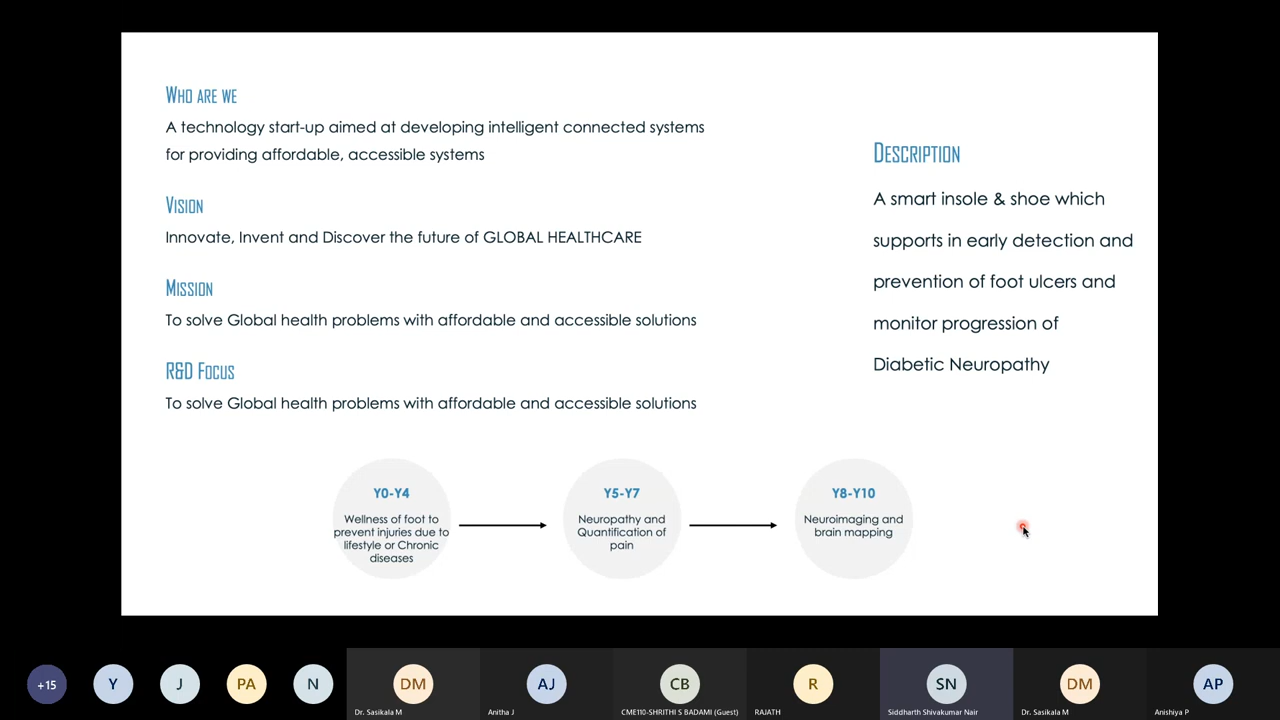 WHO ARE WE
A technology start-up aimed at developing intelligent connected systems
for providing affordable, accessible systems
VISION
Innovate, Invent and Discover the future of GLOBAL HEALTHCARE
MISSION
To solve Global health problems with affordable and accessible solutions
R&D FOCUS
To solve Global health problems with affordable and accessible solutions
DESCRIPTION
A smart insole & shoe which
supports in early detection and
prevention of foot ulcers and
monitor progression of
Diabetic Neuropathy
Y0-Y4
Wellness of foot to
prevent injuries due to
lifestyle or Chronic
diseases
Y5-Y7
Neuropathy and
Quantification of
pain
Y8-Y10
Neuroimaging and
brain mapping
+15
Y
J
PA
N
DM
Dr. Sasikala M
AJ
Anitha J
CB
CME110-SHRITHI S BADAMI (Guest)
R
RAJATH
SN
Siddharth Shivakumar Nair
DM
Dr. Sasikala M
AP
Anishiya P